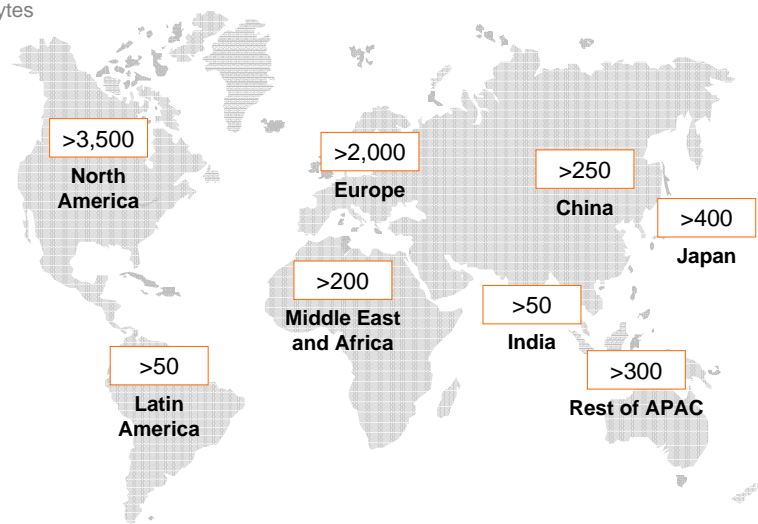 >3,500
North
America
>2,000
Europe
>250
China
>400
Japan
>200
Middle East
and Africa
>50
India
>50
Latin
America
>300
Rest of APAC